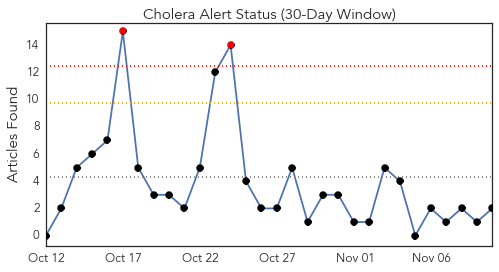 Cholera Alert Status (30-Day Window)
Articles Found
14
12
10
8
6
4
2
0
Oct 12
Oct 17
Oct 22
Oct 27
Nov 01
Nov 06